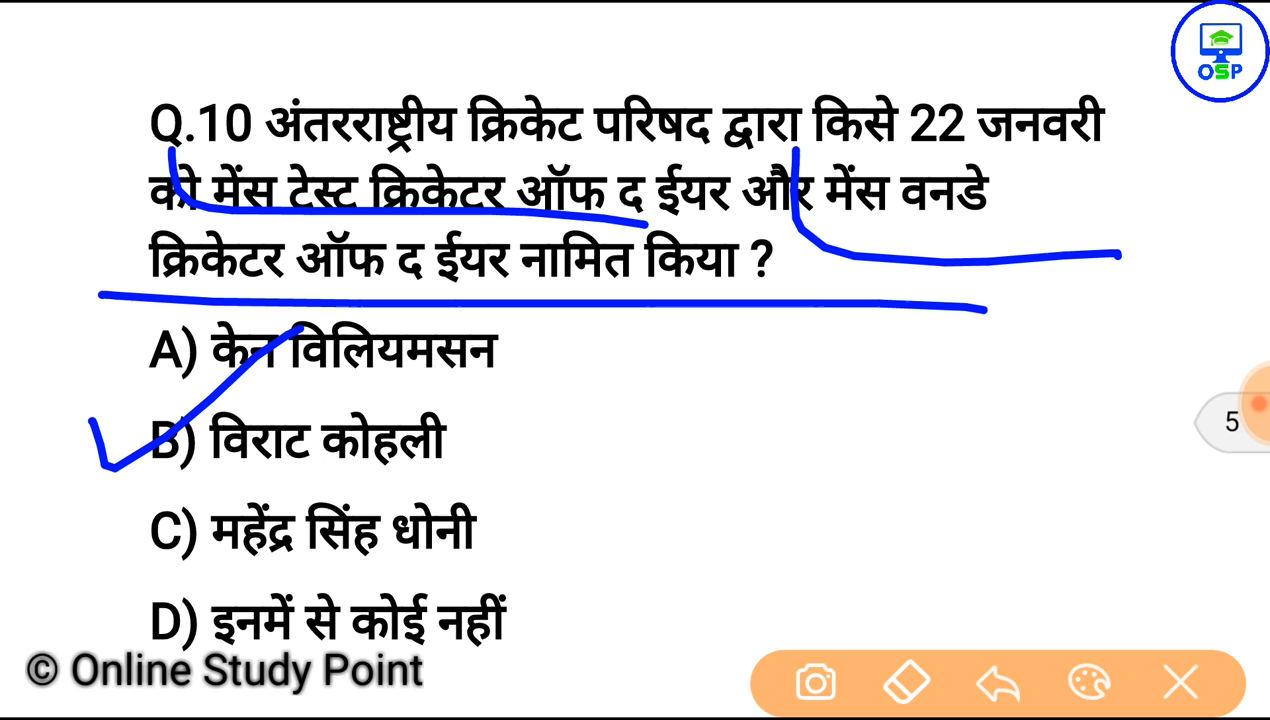 OSP
Q.10 अंतरराष्ट्रीय क्रिकेट परिषद द्वारा किसे 22 जनवरी
को मेंस टेस्ट क्रिकेटर ऑफ द ईयर और मेंस वनडे
क्रिकेटर ऑफ द ईयर नामित किया ?
A) केन विलियमसन
B) विराट कोहली
5
C) महेंद्र सिंह धोनी
D) इनमें से कोई नहीं
© Online Study Point